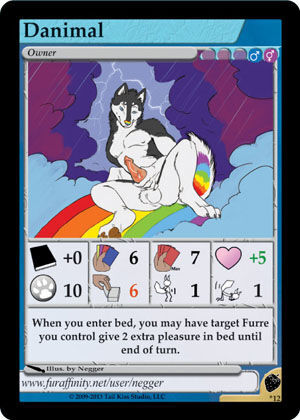 Danimal
Owner
+0 6 7 +5
Max
10 6 1 1
When you enter bed, you may have target Furre
you control give 2 extra pleasure in bed until
end of turn.
Illus. by Negger
www.furaffinity.net/user/negger
© 2009-2013 Tail Kiss Studio, LLC
*12